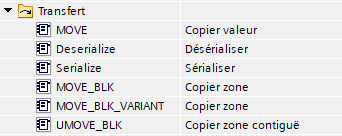 Transfert
MOVE Copier valeur
Deserialize Désérialiser
Serialize Sérialiser
MOVE_BLK Copier zone
MOVE_BLK_VARIANT Copier zone
UMOVE_BLK Copier zone contiguë